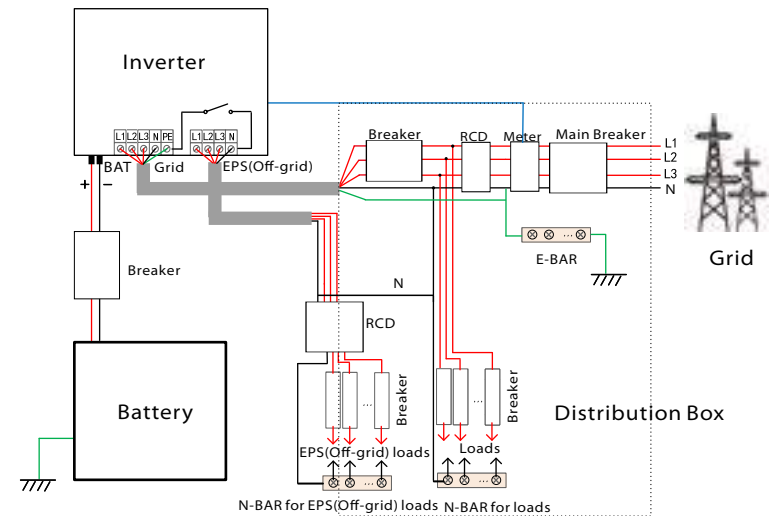 Inverter
L1 L2 L3 N PE
L1 L2 L3 N
BAT
Grid
EPS(Off-grid)
+
−
Breaker
RCD
Meter
Main Breaker
L1
L2
L3
N
E-BAR
Grid
Breaker
N
RCD
Battery
...
Breaker
...
Breaker
Distribution Box
EPS(Off-grid) loads
Loads
...
...
...
N-BAR for EPS(Off-grid) loads
N-BAR for loads